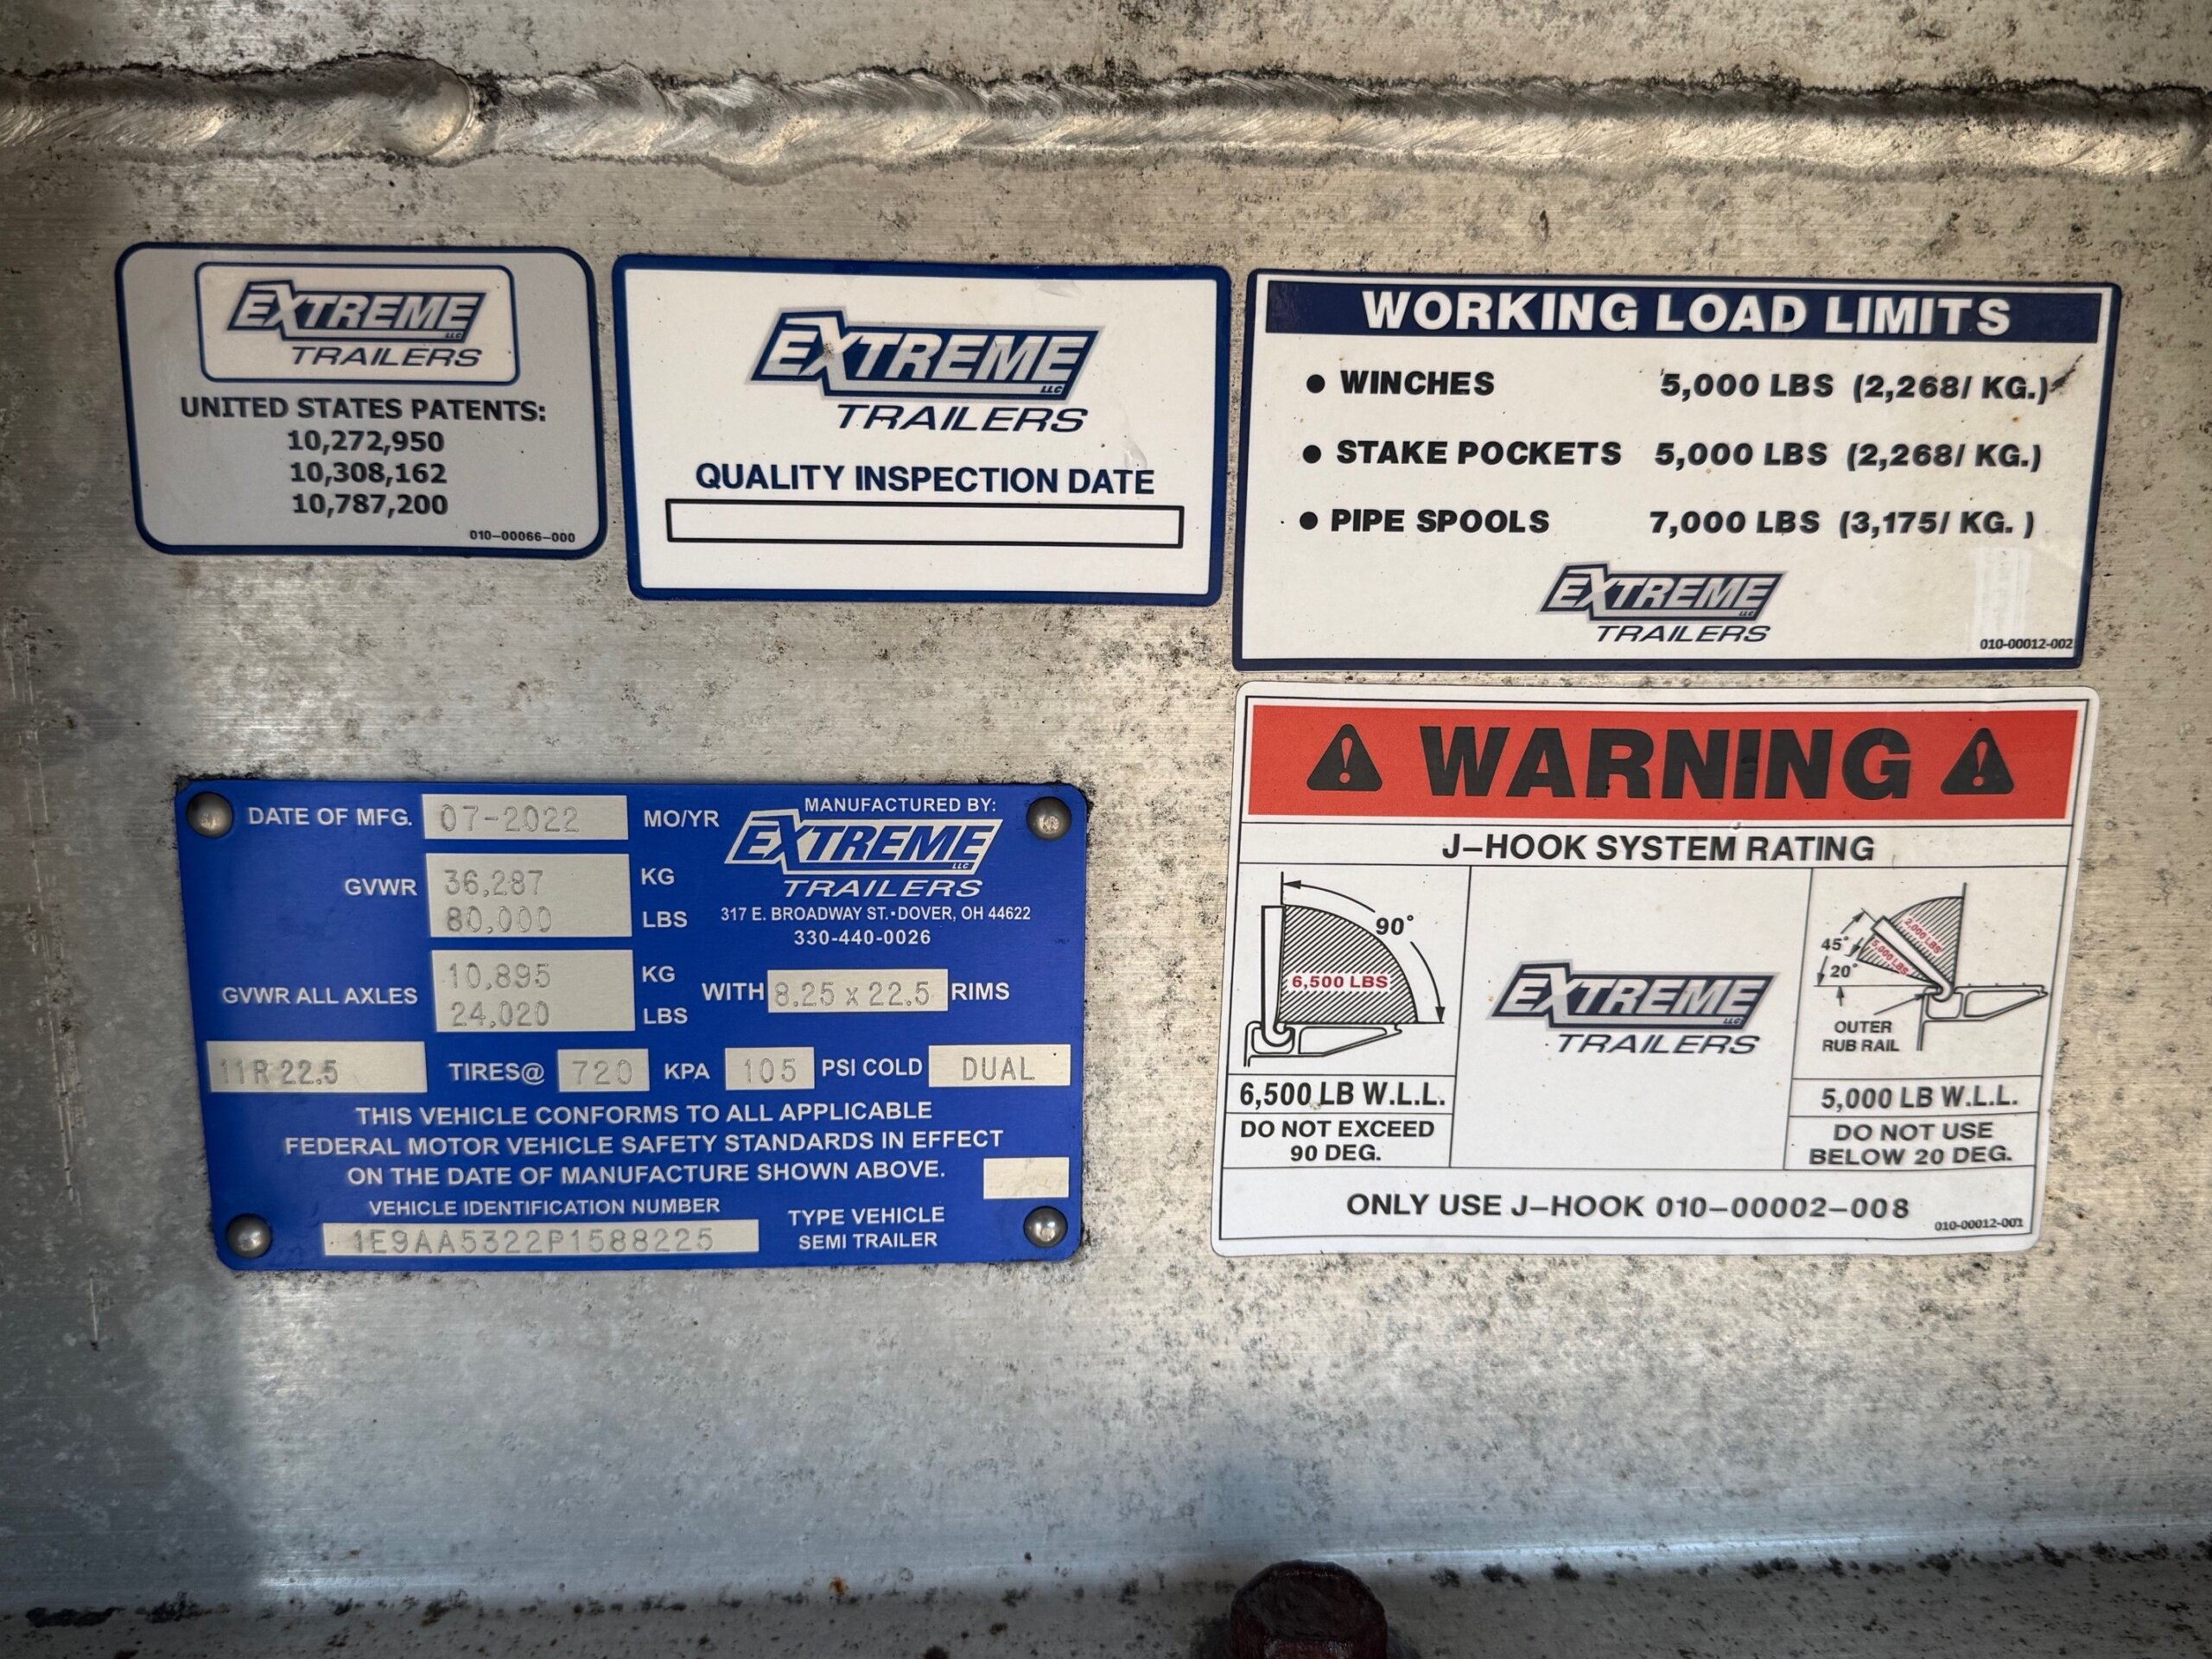 EXTREME LLC
TRAILERS
UNITED STATES PATENTS:
10,272,950
10,308,162
10,787,200
010-00066-000
EXTREME LLC
TRAILERS
QUALITY INSPECTION DATE
WORKING LOAD LIMITS
● WINCHES 5,000 LBS (2,268/ KG.)
● STAKE POCKETS 5,000 LBS (2,268/ KG.)
● PIPE SPOOLS 7,000 LBS (3,175/ KG. )
EXTREME LLC
TRAILERS
010-00012-002
DATE OF MFG. 07-2022 MO/YR
MANUFACTURED BY:
EXTREME LLC
TRAILERS
317 E. BROADWAY ST.•DOVER, OH 44622
330-440-0026
GVWR 36,287 KG
80,000 LBS
GVWR ALL AXLES 10,895 KG
24,020 LBS
WITH 8.25 x 22.5 RIMS
11R 22.5 TIRES@ 720 KPA 105 PSI COLD DUAL
THIS VEHICLE CONFORMS TO ALL APPLICABLE
FEDERAL MOTOR VEHICLE SAFETY STANDARDS IN EFFECT
ON THE DATE OF MANUFACTURE SHOWN ABOVE.
VEHICLE IDENTIFICATION NUMBER
1E9AA5322P1588225
TYPE VEHICLE
SEMI TRAILER
WARNING
J-HOOK SYSTEM RATING
90°
6,500 LBS
6,500 LB W.L.L.
DO NOT EXCEED
90 DEG.
EXTREME LLC
TRAILERS
2,000 LBS
45°
5,000 LBS
20°
OUTER
RUB RAIL
5,000 LB W.L.L.
DO NOT USE
BELOW 20 DEG.
ONLY USE J-HOOK 010-00002-008
010-00012-001